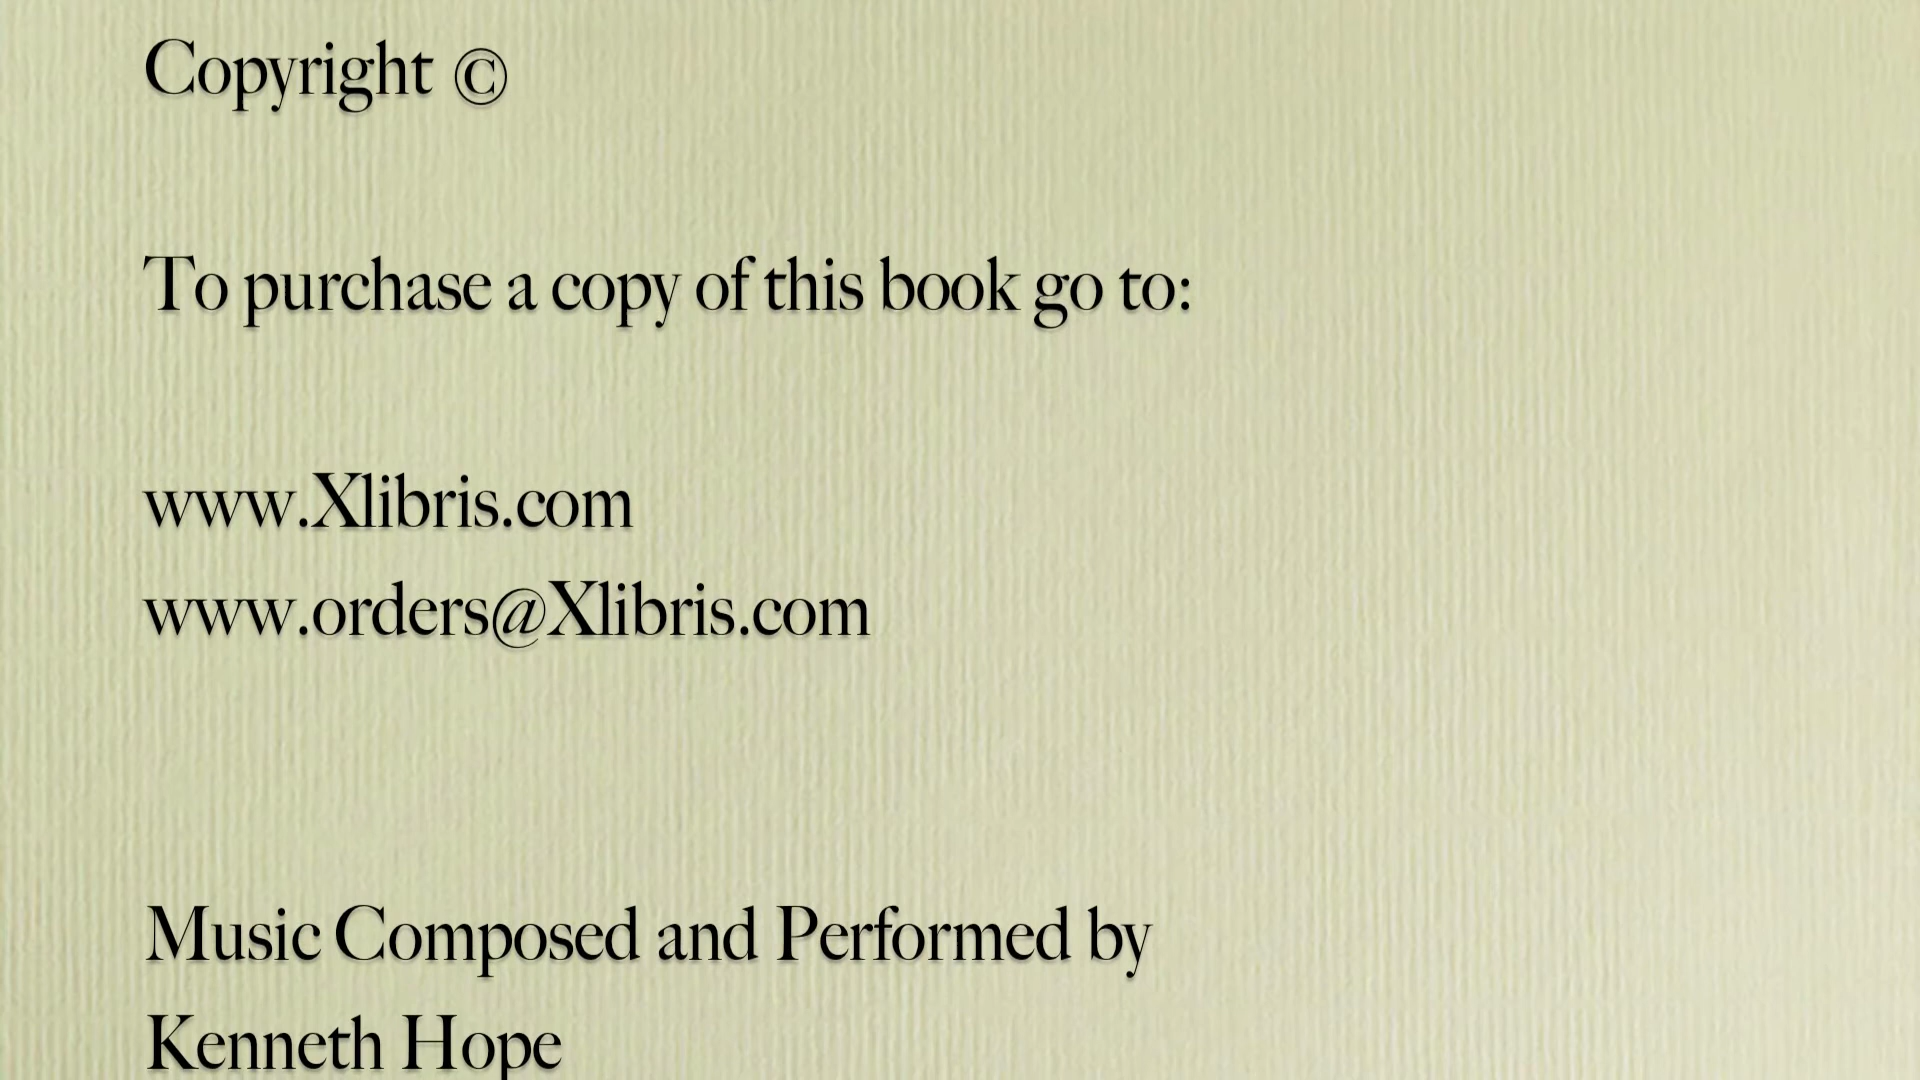 Copyright ©
To purchase a copy of this book go to:
www.Xlibris.com
www.orders@Xlibris.com
Music Composed and Performed by
Kenneth Hope